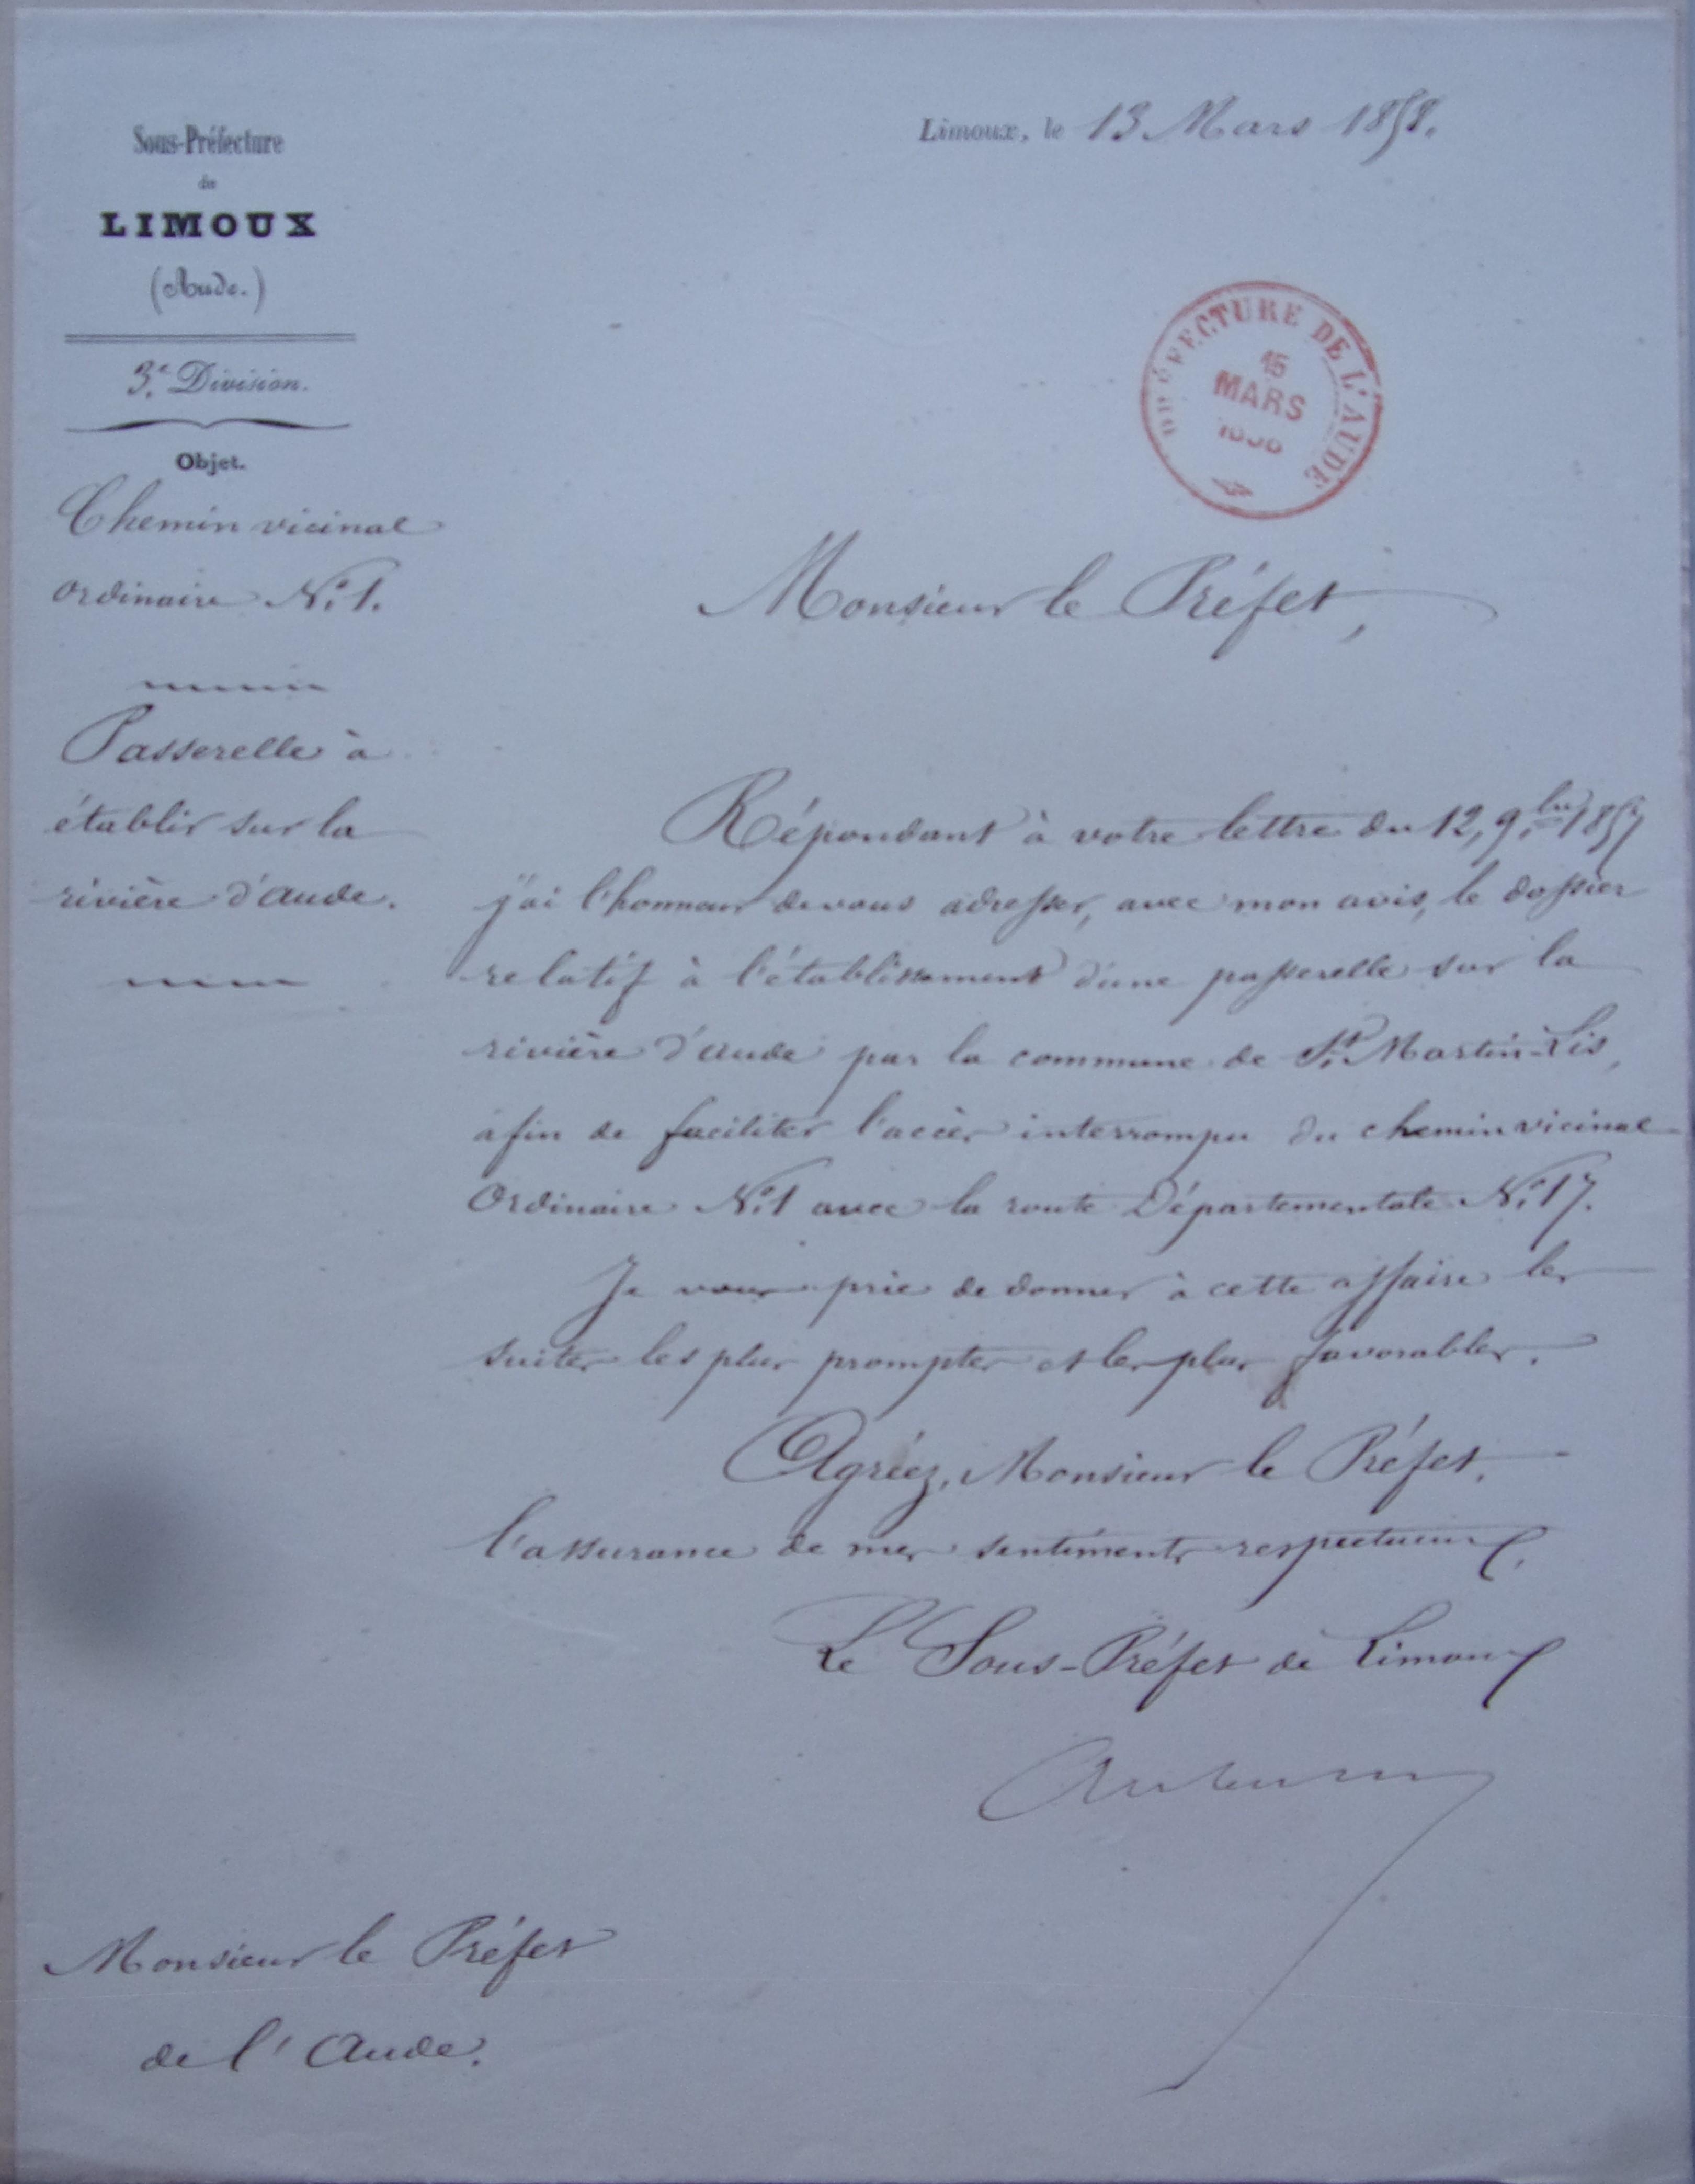 Sous-Préfecture
de
LIMOUX
(Aude.)
3.e Division.
Objet.
Chemin vicinal
ordinaire N.o 1.
Passerelle à
établir sur la
rivière d'aude.
Limoux, le 13 Mars 1858.
PRÉFECTURE DE L'AUDE
15
MARS
1858
Monsieur le Préfet,
Répondant à votre lettre du 12, 9.bre 1857
j'ai l'honneur de vous adresser, avec mon avis, le dossier
relatif à l'établissement d'une passerelle sur la
rivière d'aude par la commune de St. Martin-Lis,
afin de faciliter l'accès interrompu du chemin vicinal
Ordinaire N.o 1 avec la route Départementale N.o 17.
Je vous prie de donner à cette affaire les
suites les plus promptes et les plus favorables.
Agréez, Monsieur le Préfet,
l'assurance de mes sentiments respectueux,
Le Sous-Préfet de Limoux
Monsieur le Préfet
de l'Aude.